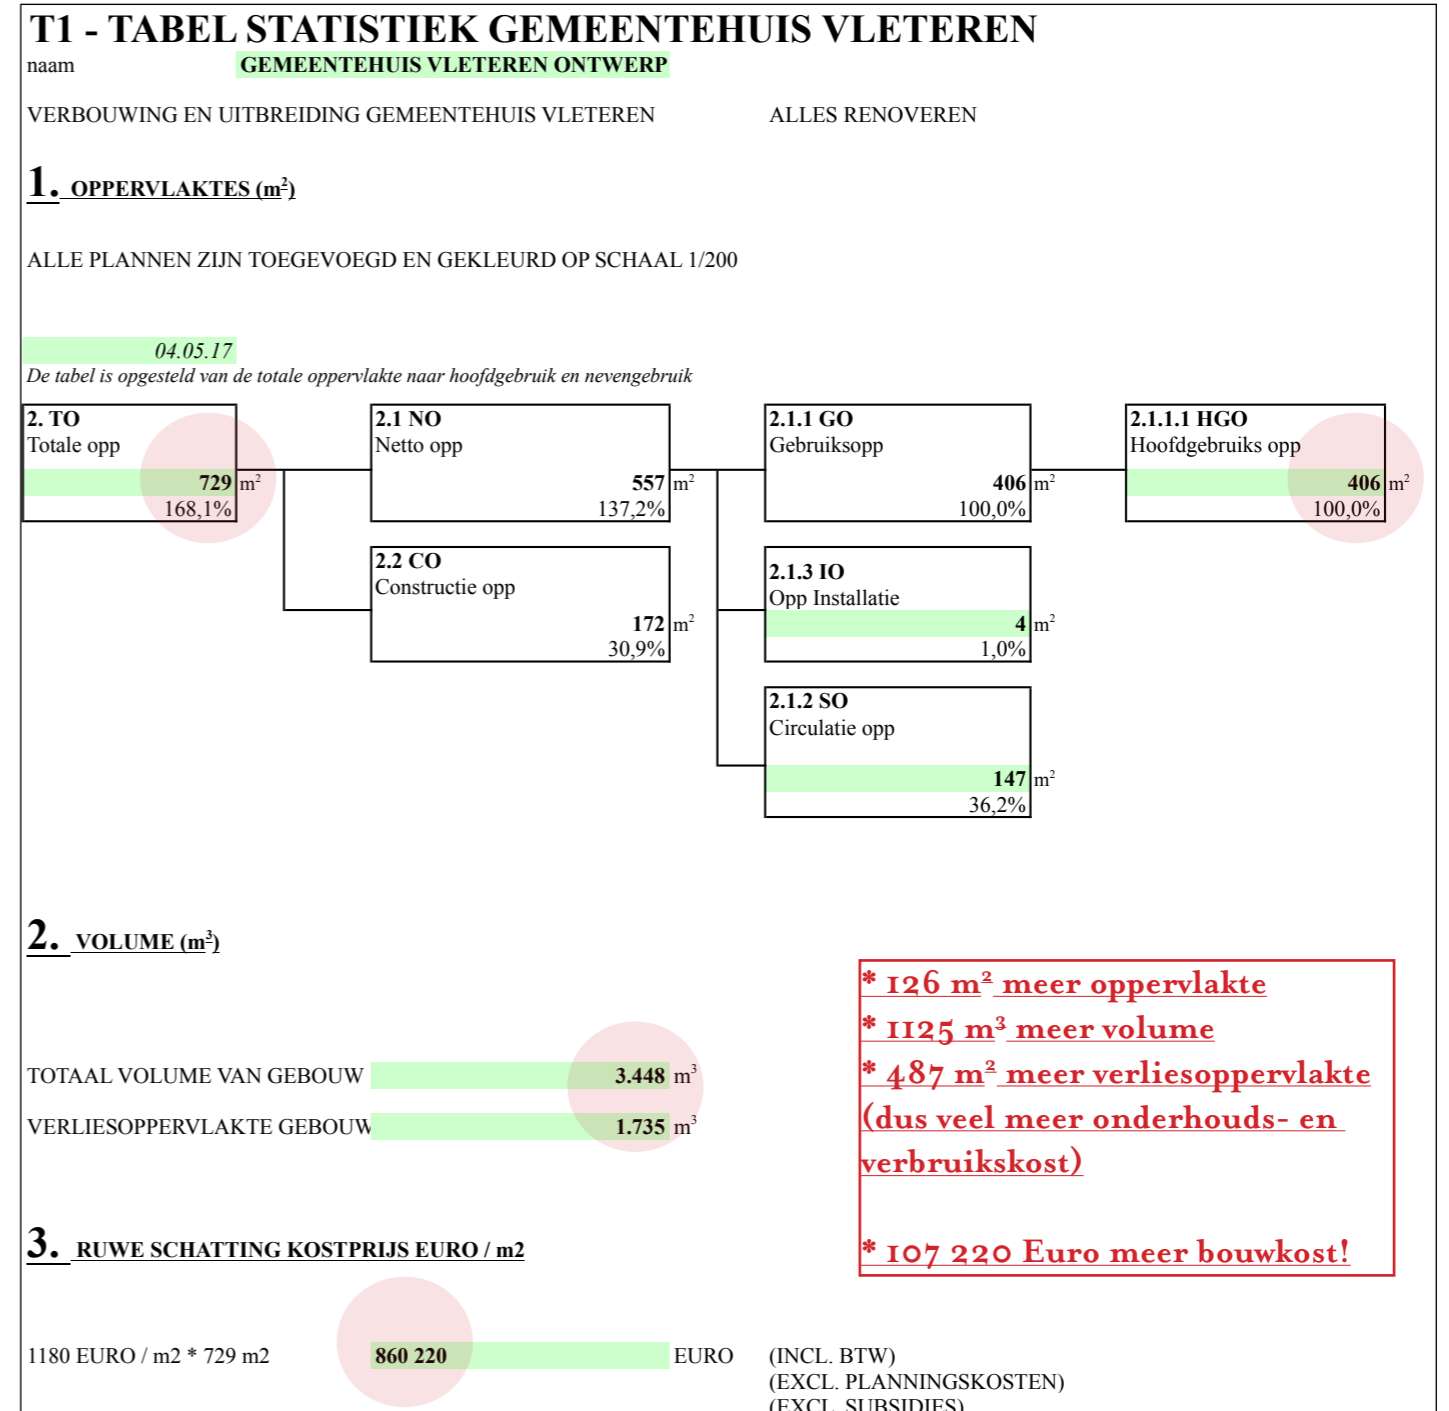 T1 - TABEL STATISTIEK GEMEENTEHUIS VLETEREN
naam GEMEENTEHUIS VLETEREN ONTWERP
VERBOUWING EN UITBREIDING GEMEENTEHUIS VLETEREN ALLES RENOVEREN
1. OPPERVLAKTES (m²)
ALLE PLANNEN ZIJN TOEGEVOEGD EN GEKLEURD OP SCHAAL 1/200
04.05.17
De tabel is opgesteld van de totale oppervlakte naar hoofdgebruik en nevengebruik
2. TO
Totale opp
729 m²
168,1%
2.1 NO
Netto opp
557 m²
137,2%
2.1.1 GO
Gebruiksopp
406 m²
100,0%
2.1.1.1 HGO
Hoofdgebruiks opp
406 m²
100,0%
2.2 CO
Constructie opp
172 m²
30,9%
2.1.3 IO
Opp Installatie
4 m²
1,0%
2.1.2 SO
Circulatie opp
147 m²
36,2%
2. VOLUME (m³)
TOTAAL VOLUME VAN GEBOUW 3.448 m³
VERLIESOPPERVLAKTE GEBOUW 1.735 m³
* 126 m² meer oppervlakte
* 1125 m³ meer volume
* 487 m² meer verliesoppervlakte
(dus veel meer onderhouds- en
verbruikskost)
* 107 220 Euro meer bouwkost!
3. RUWE SCHATTING KOSTPRIJS EURO / m2
1180 EURO / m2 * 729 m2 860 220 EURO (INCL. BTW)
(EXCL. PLANNINGSKOSTEN)
(EXCL. SUBSIDIES)